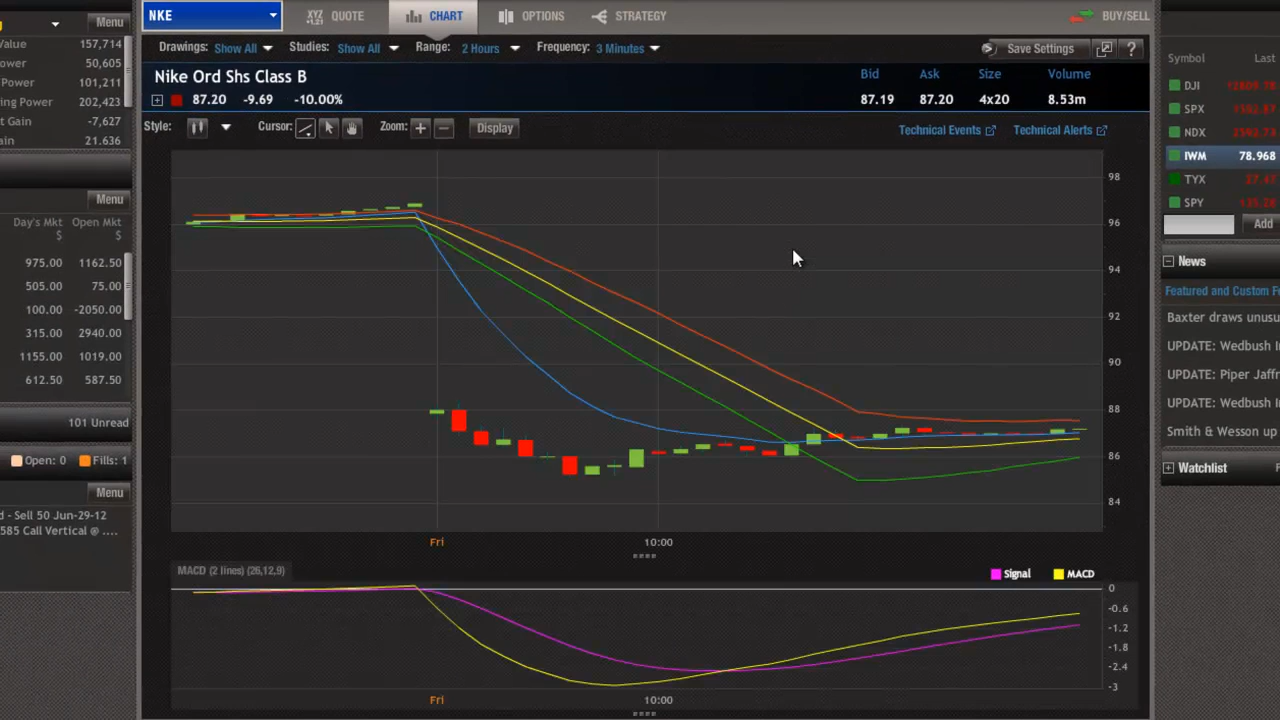 NKE
QUOTE
CHART
OPTIONS
STRATEGY
BUY/SELL
Menu
Value 157,714
ower 50,605
Power 101,211
ing Power 202,423
t Gain -7,627
ain 21.636
Menu
Day's Mkt Open Mkt
$ $
975.00 1162.50
505.00 75.00
100.00 -2050.00
315.00 2940.00
1155.00 1019.00
612.50 587.50
101 Unread
Open: 0 Fills: 1
Menu
d - Sell 50 Jun-29-12
585 Call Vertical @ ....
Drawings: Show All Studies: Show All Range: 2 Hours Frequency: 3 Minutes
Save Settings ?
Nike Ord Shs Class B
87.20 -9.69 -10.00%
Bid Ask Size Volume
87.19 87.20 4x20 8.53m
Style: Cursor: Zoom: Display
Technical Events Technical Alerts
98
96
94
92
90
88
86
84
Fri 10:00
MACD (2 lines) (26,12,9)
Signal MACD
0
-0.6
-1.2
-1.8
-2.4
-3
Fri 10:00
Symbol Last
DJI
SPX
NDX
IWM 78.968
TYX
SPY
Add
News
Featured and Custom F
Baxter draws unusu
UPDATE: Wedbush I
UPDATE: Piper Jaffr
UPDATE: Wedbush I
Smith & Wesson up
Watchlist